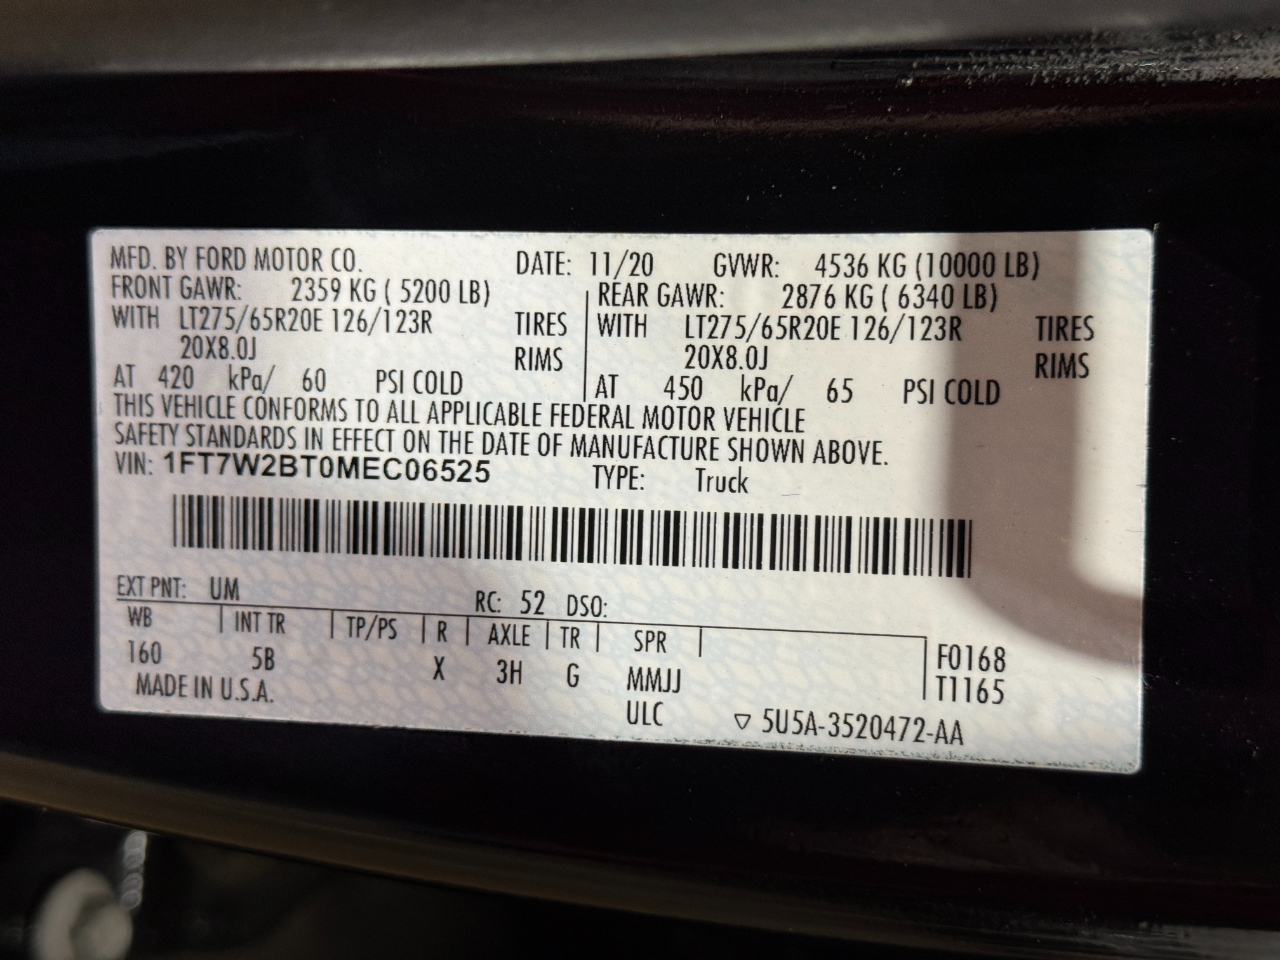 MFD. BY FORD MOTOR CO. DATE: 11/20 GVWR: 4536 KG (10000 LB)
FRONT GAWR: 2359 KG ( 5200 LB) REAR GAWR: 2876 KG ( 6340 LB)
WITH LT275/65R20E 126/123R TIRES WITH LT275/65R20E 126/123R TIRES
20X8.0J RIMS 20X8.0J RIMS
AT 420 kPa/ 60 PSI COLD AT 450 kPa/ 65 PSI COLD
THIS VEHICLE CONFORMS TO ALL APPLICABLE FEDERAL MOTOR VEHICLE
SAFETY STANDARDS IN EFFECT ON THE DATE OF MANUFACTURE SHOWN ABOVE.
VIN: 1FT7W2BT0MEC06525 TYPE: Truck
EXT PNT: UM RC: 52 DSO:
WB INT TR TP/PS R AXLE TR SPR
160 5B X 3H G MMJJ F0168
MADE IN U.S.A. ULC T1165
▽ 5U5A-3520472-AA